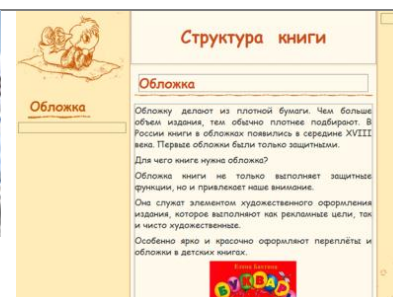 Структура книги
Обложка
Обложка
Обложку делают из плотной бумаги. Чем больше
объем издания, тем обычно плотнее подбирают. В
России книги в обложках появились в середине XVIII
века. Первые обложки были только защитными.
Для чего книге нужна обложка?
Обложка книги не только выполняет защитные
функции, но и привлекает наше внимание.
Она служат элементом художественного оформления
издания, которое выполняют как рекламные цели, так
и чисто художественные.
Особенно ярко и красочно оформляют переплёты и
обложки в детских книгах.
БУКВАР